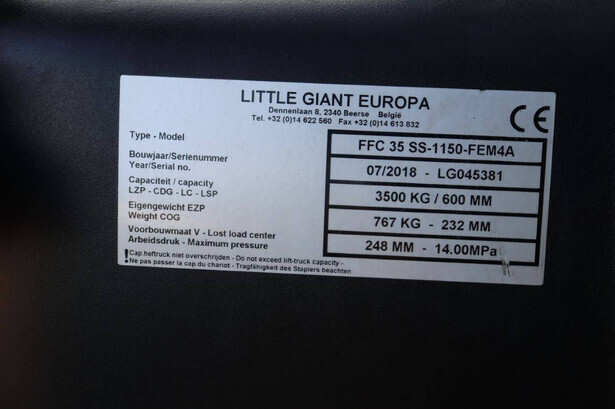 LITTLE GIANT EUROPA
Dennenlaan 8, 2340 Beerse België
Tel. +32 (0)14 622 560 Fax +32 (0)14 613 832
CE
Type - Model
FFC 35 SS-1150-FEM4A
Bouwjaar/Serienummer
Year/Serial no.
07/2018 - LG045381
Capaciteit / capacity
LZP - CDG - LC - LSP
3500 KG / 600 MM
Eigengewicht EZP
Weight COG
767 KG - 232 MM
Voorbouwmaat V - Lost load center
Arbeidsdruk - Maximum pressure
248 MM - 14.00MPa
! Cap.heftruck niet overschrijden - Do not exceed lift-truck capacity -
Ne pas passer la cap.du chariot - Tragfähigkeit des Staplers beachten